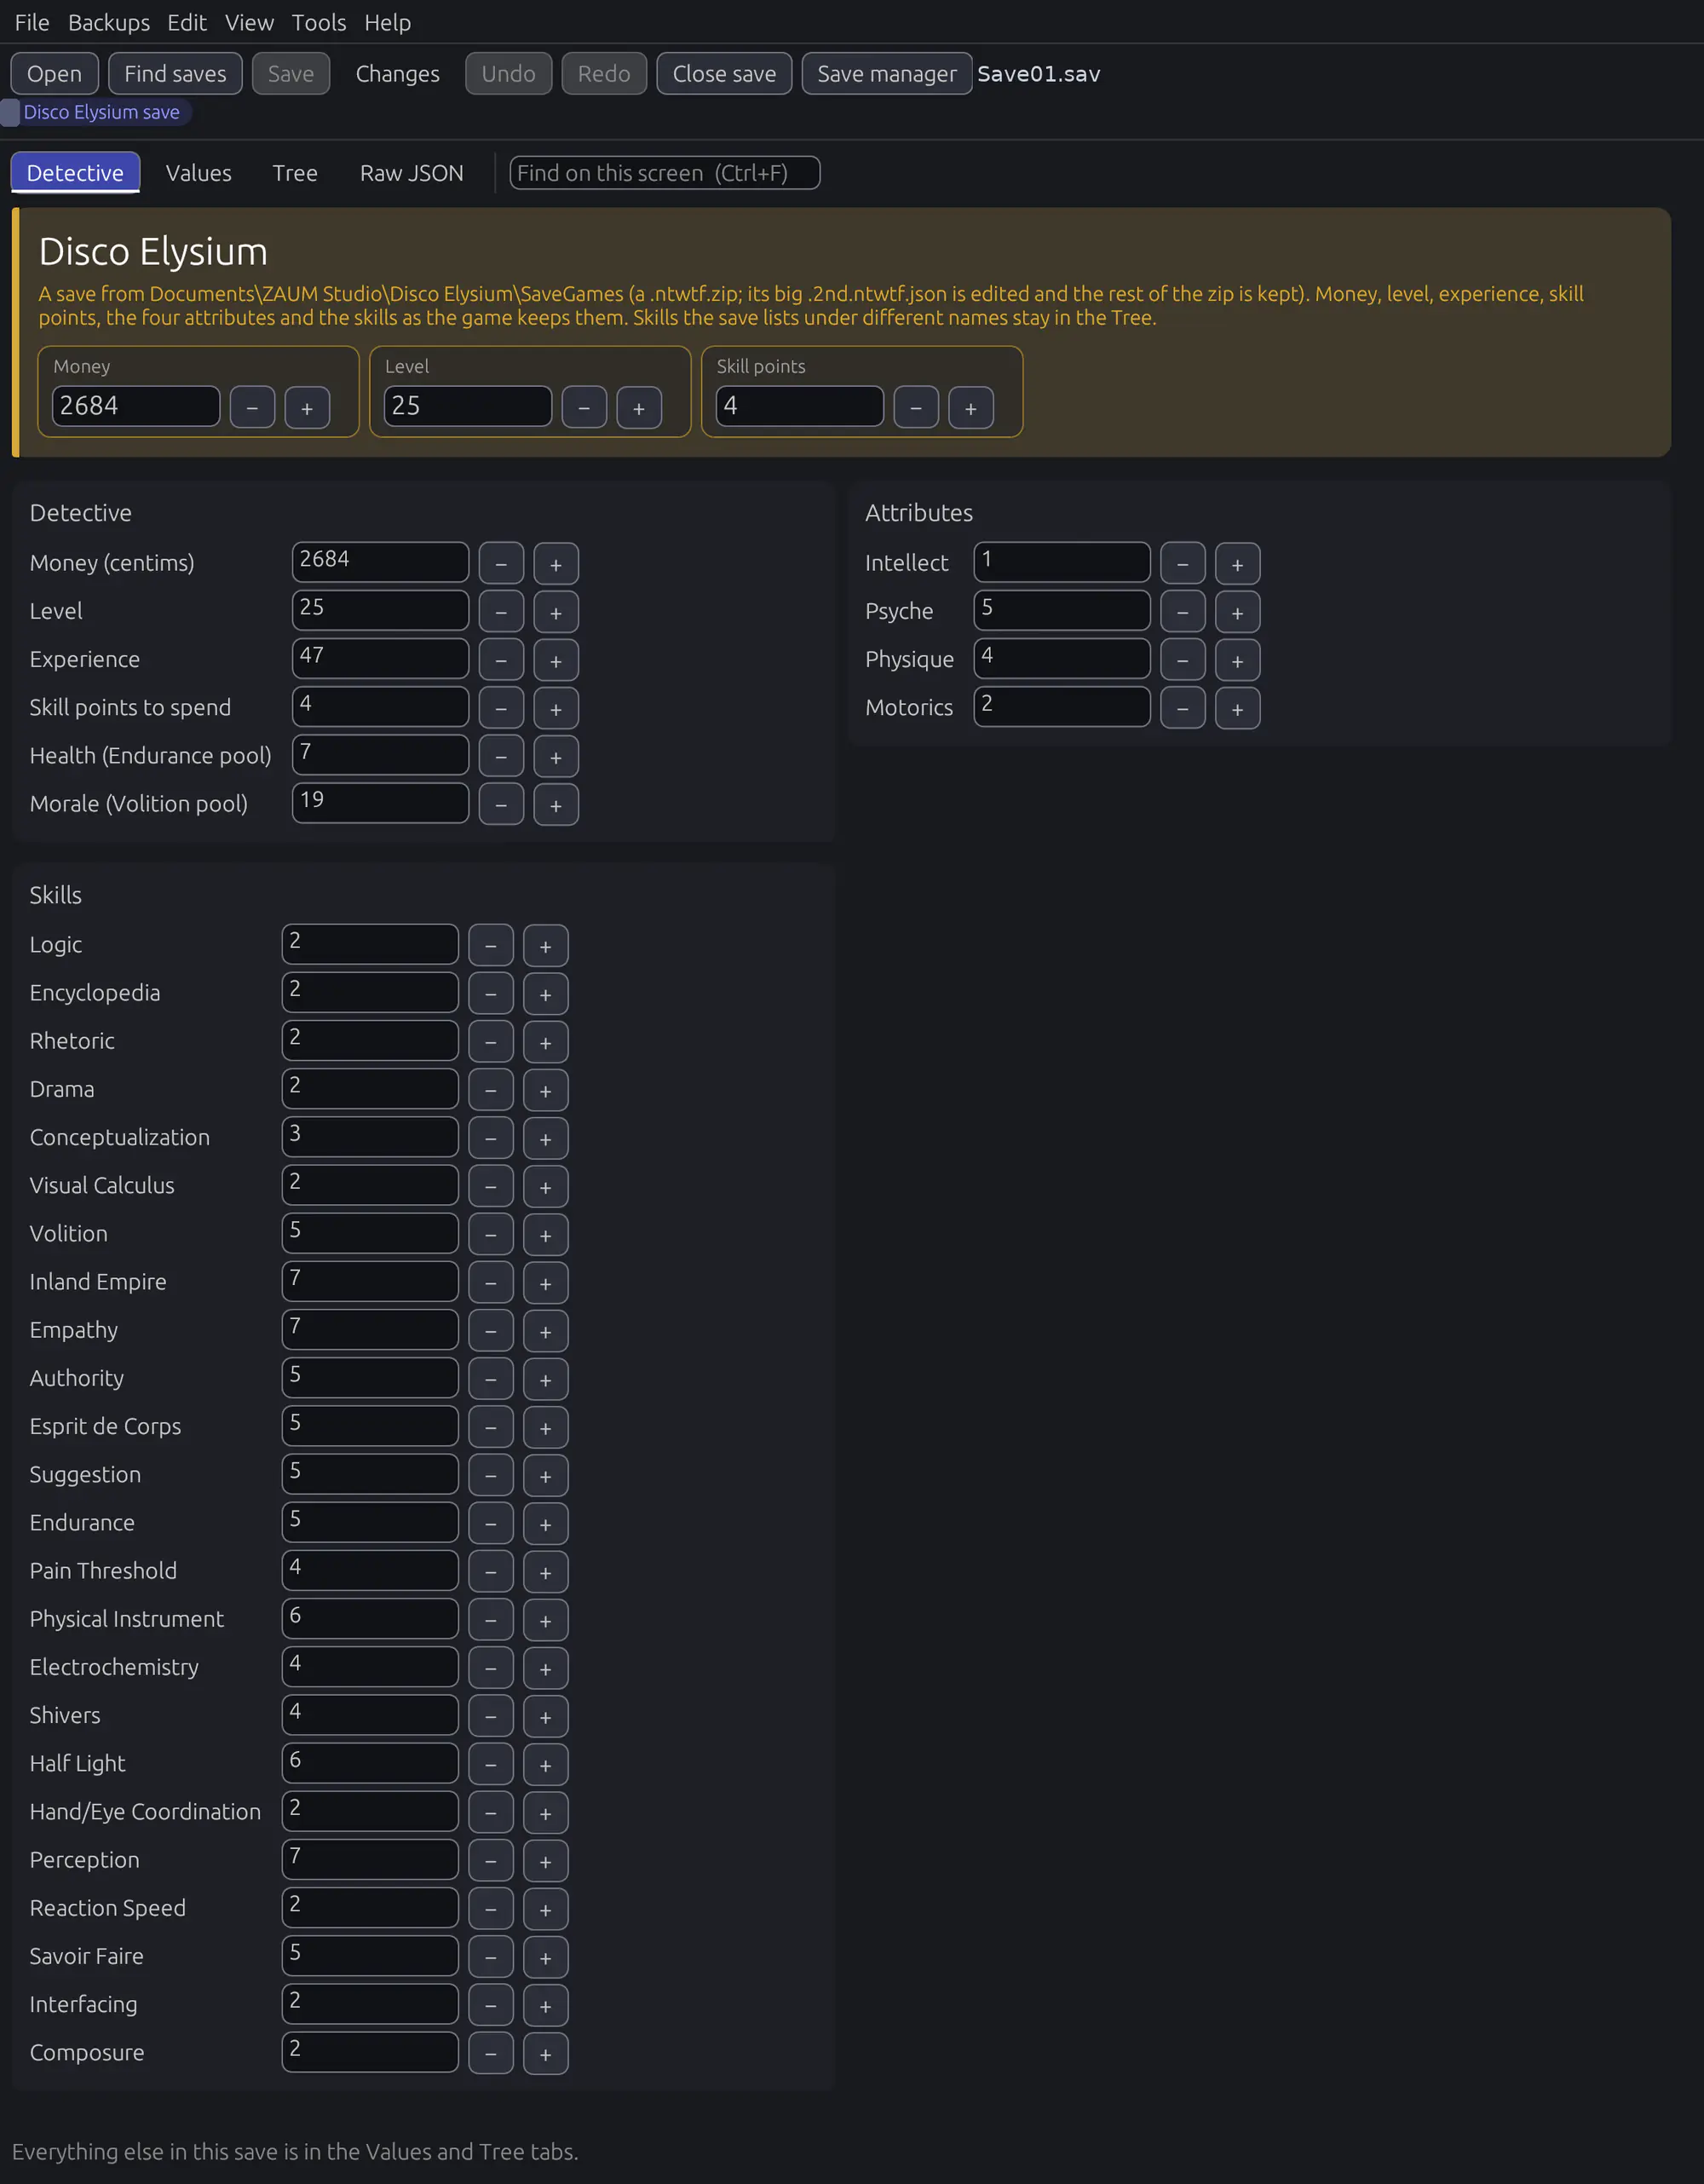 File Backups Edit View Tools Help
Open Find saves Save Changes Undo Redo Close save Save manager Save01.sav
Disco Elysium save
Detective Values Tree Raw JSON Find on this screen (Ctrl+F)
Disco Elysium
A save from Documents\ZAUM Studio\Disco Elysium\SaveGames (a .ntwtf.zip; its big .2nd.ntwtf.json is edited and the rest of the zip is kept). Money, level, experience, skill
points, the four attributes and the skills as the game keeps them. Skills the save lists under different names stay in the Tree.
Money Level Skill points
2684 − + 25 − + 4 − +
Detective
Money (centims) 2684 − +
Level 25 − +
Experience 47 − +
Skill points to spend 4 − +
Health (Endurance pool) 7 − +
Morale (Volition pool) 19 − +
Attributes
Intellect 1 − +
Psyche 5 − +
Physique 4 − +
Motorics 2 − +
Skills
Logic 2 − +
Encyclopedia 2 − +
Rhetoric 2 − +
Drama 2 − +
Conceptualization 3 − +
Visual Calculus 2 − +
Volition 5 − +
Inland Empire 7 − +
Empathy 7 − +
Authority 5 − +
Esprit de Corps 5 − +
Suggestion 5 − +
Endurance 5 − +
Pain Threshold 4 − +
Physical Instrument 6 − +
Electrochemistry 4 − +
Shivers 4 − +
Half Light 6 − +
Hand/Eye Coordination 2 − +
Perception 7 − +
Reaction Speed 2 − +
Savoir Faire 5 − +
Interfacing 2 − +
Composure 2 − +
Everything else in this save is in the Values and Tree tabs.